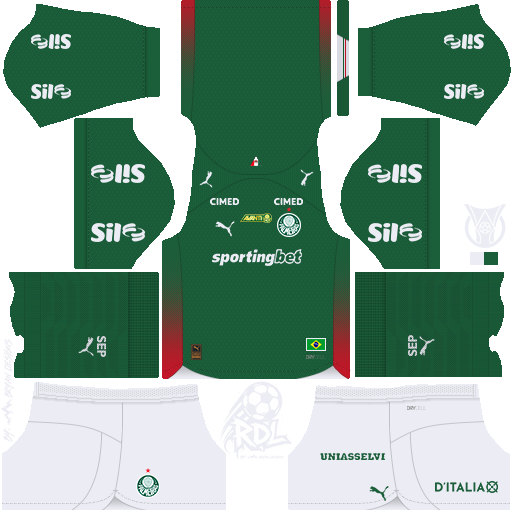 Sil
Sil
Sil
Sil
Sil
Sil
Sil
Sil
CIMED CIMED
AVANTI
PALMEIRAS
sportingbet
SEP
SEP
DRY
DRY
RDL
UNIASSELVI
D'ITALIA